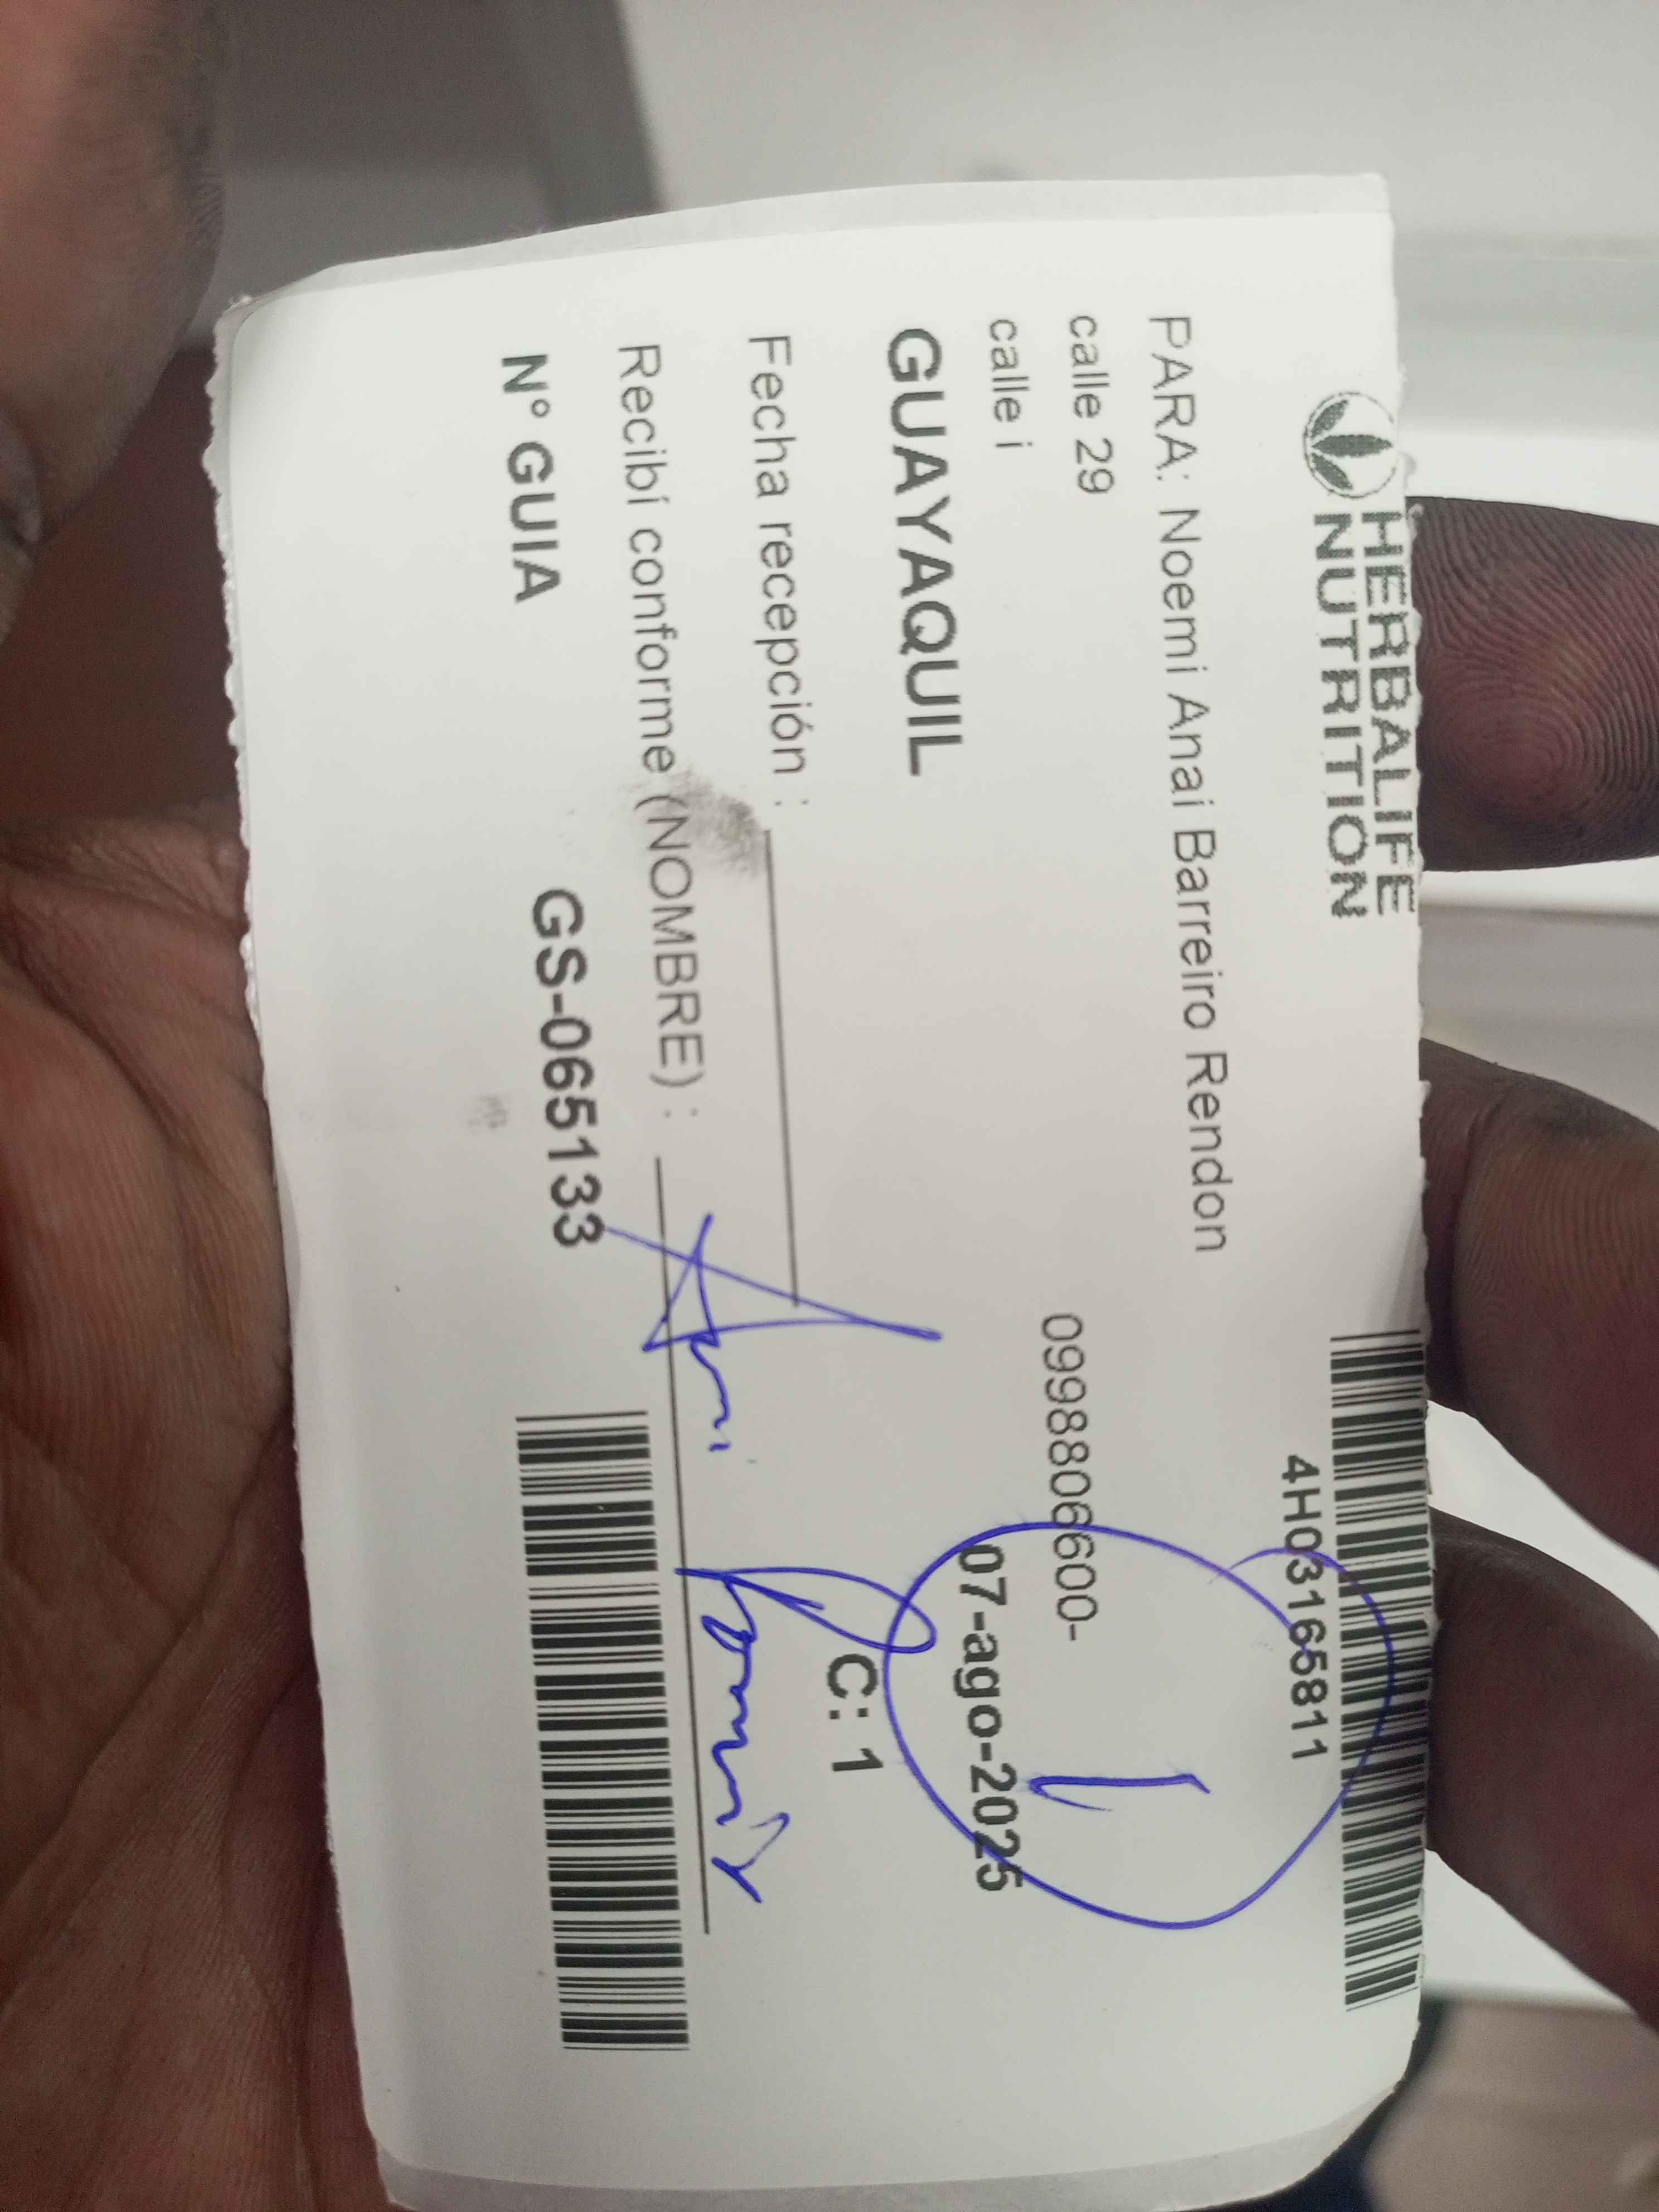 HERBALIFE
NUTRITION
4H03165811
PARA: Noemi Anai Barreiro Rendon
calle 29
0998806600-
calle i
07-ago-2025
GUAYAQUIL
C: 1
Fecha recepción :
Recibí conforme (NOMBRE) :
N° GUIA
GS-065133